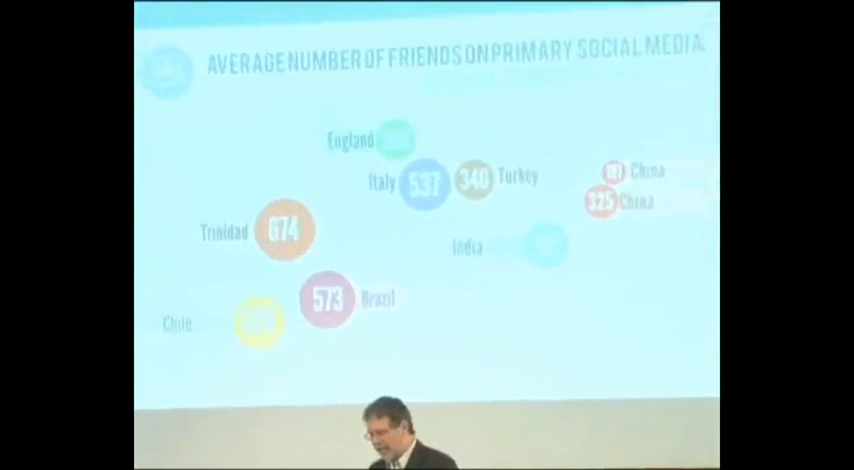 AVERAGE NUMBER OF FRIENDS ON PRIMARY SOCIAL MEDIA
England
Italy 537 340 Turkey
181 China
325 China
Trinidad 674
India
573 Brazil
Chile